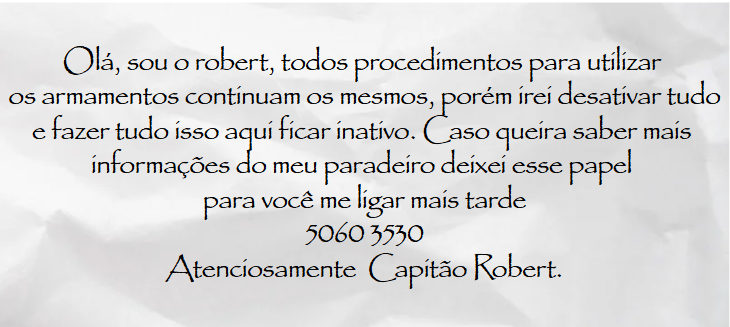 Olá, sou o robert, todos procedimentos para utilizar
os armamentos continuam os mesmos, porém irei desativar tudo
e fazer tudo isso aqui ficar inativo. Caso queira saber mais
informações do meu paradeiro deixei esse papel
para você me ligar mais tarde
5060 3530
Atenciosamente Capitão Robert.